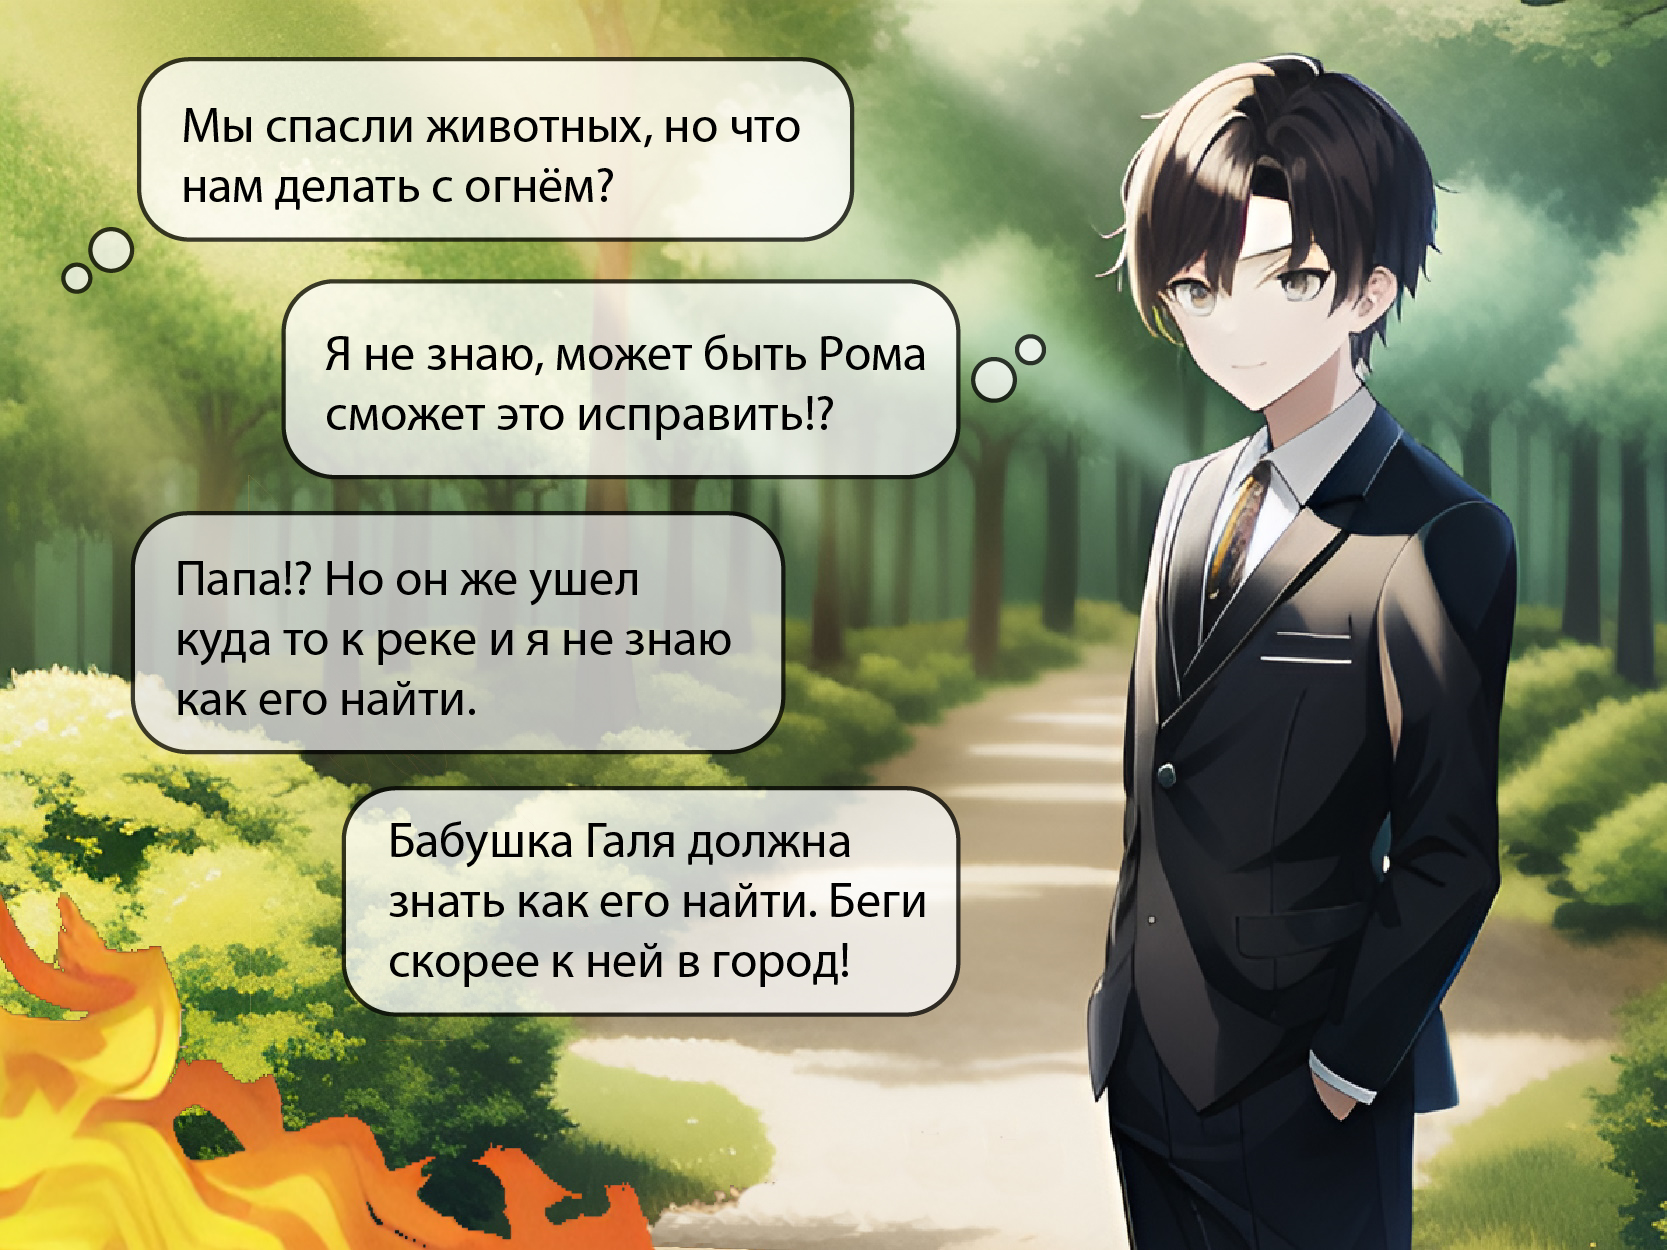 Мы спасли животных, но что
нам делать с огнём?
Я не знаю, может быть Рома
сможет это исправить!?
Папа!? Но он же ушел
куда то к реке и я не знаю
как его найти.
Бабушка Галя должна
знать как его найти. Беги
скорее к ней в город!